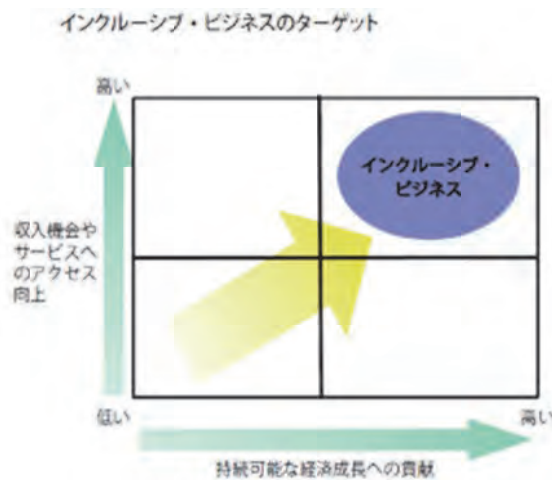 インクルーシブ・ビジネスのターゲット
高い
インクルーシブ・
ビジネス
収入機会や
サービスへ
のアクセス
向上
低い
高い
持続可能な経済成長への貢献